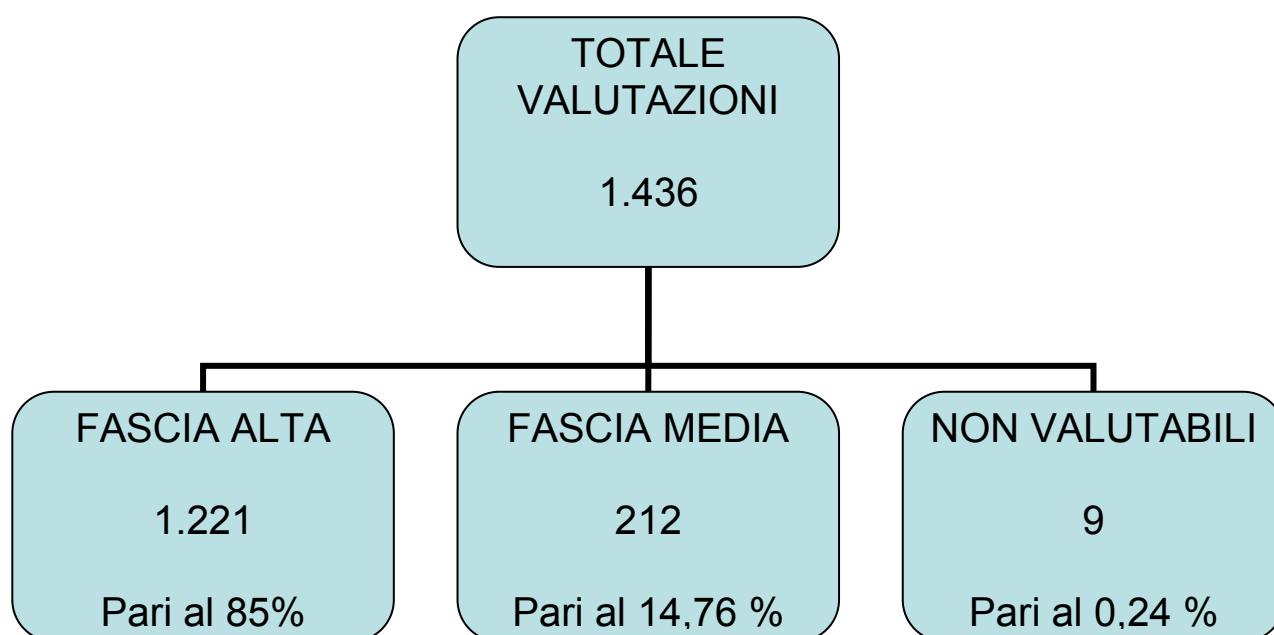 TOTALE
VALUTAZIONI
1.436
FASCIA ALTA
1.221
Pari al 85%
FASCIA MEDIA
212
Pari al 14,76 %
NON VALUTABILI
9
Pari al 0,24 %